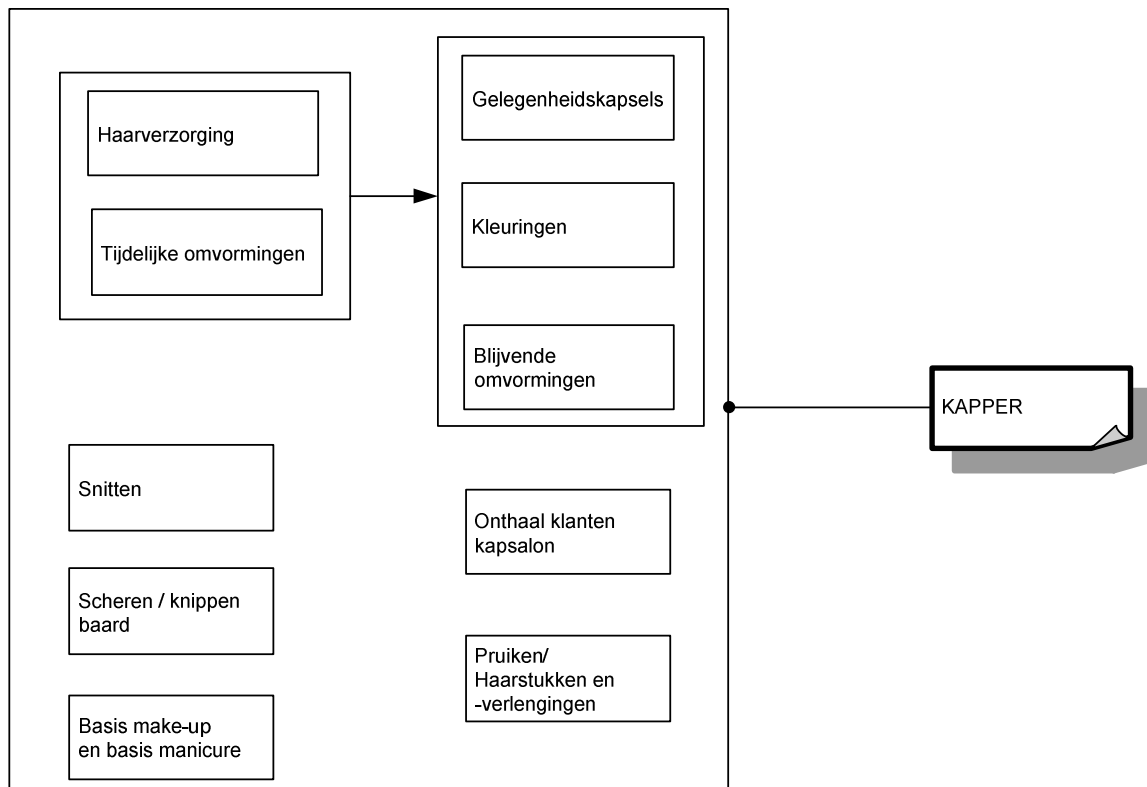 Haarverzorging
Tijdelijke omvormingen
Gelegenheidskapsels
Kleuringen
Blijvende
omvormingen
KAPPER
Snitten
Scheren / knippen
baard
Basis make-up
en basis manicure
Onthaal klanten
kapsalon
Pruiken/
Haarstukken en
-verlengingen